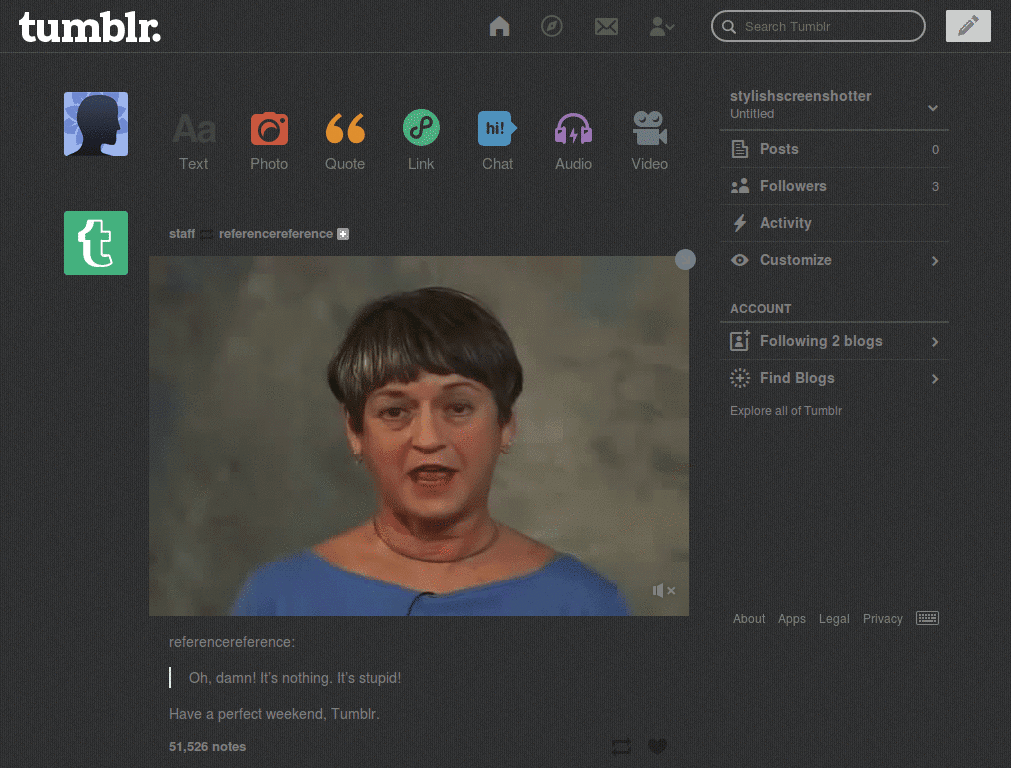 tumblr.
Search Tumblr
Aa
hi!
Text
Photo
Quote
Link
Chat
Audio
Video
stylishscreenshotter
Untitled
Posts 0
Followers 3
Activity
Customize
ACCOUNT
Following 2 blogs
Find Blogs
Explore all of Tumblr
t
staff referencereference
referencereference:
Oh, damn! It's nothing. It's stupid!
Have a perfect weekend, Tumblr.
51,526 notes
About Apps Legal Privacy